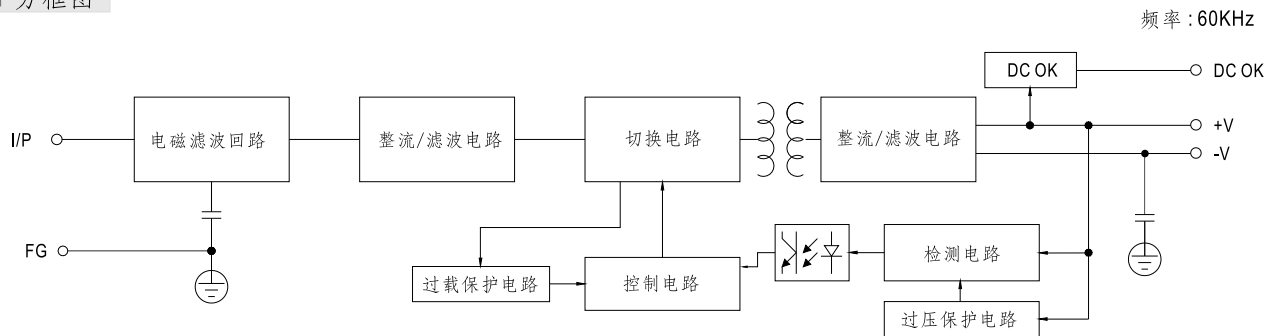 方框图
频率 : 60KHz
DC OK
DC OK
I/P
电磁滤波回路
整流/滤波电路
切换电路
整流/滤波电路
+V
-V
FG
过载保护电路
控制电路
检测电路
过压保护电路